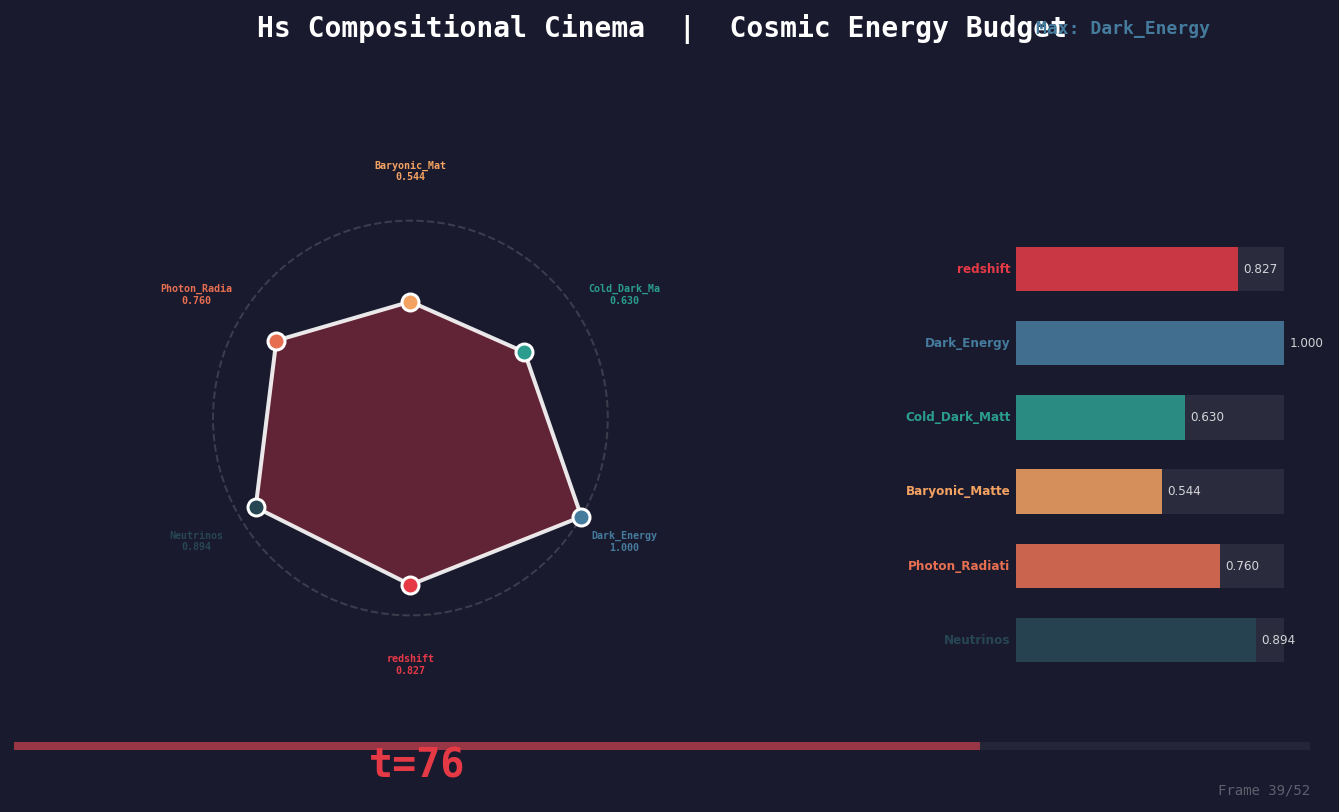 Hs Compositional Cinema | Cosmic Energy Budget
Max: Dark_Energy
Baryonic_Mat
0.544
Photon_Radia
0.760
Cold_Dark_Ma
0.630
Neutrinos
0.894
Dark_Energy
1.000
redshift
0.827
redshift 0.827
Dark_Energy 1.000
Cold_Dark_Matt 0.630
Baryonic_Matte 0.544
Photon_Radiati 0.760
Neutrinos 0.894
t=76
Frame 39/52